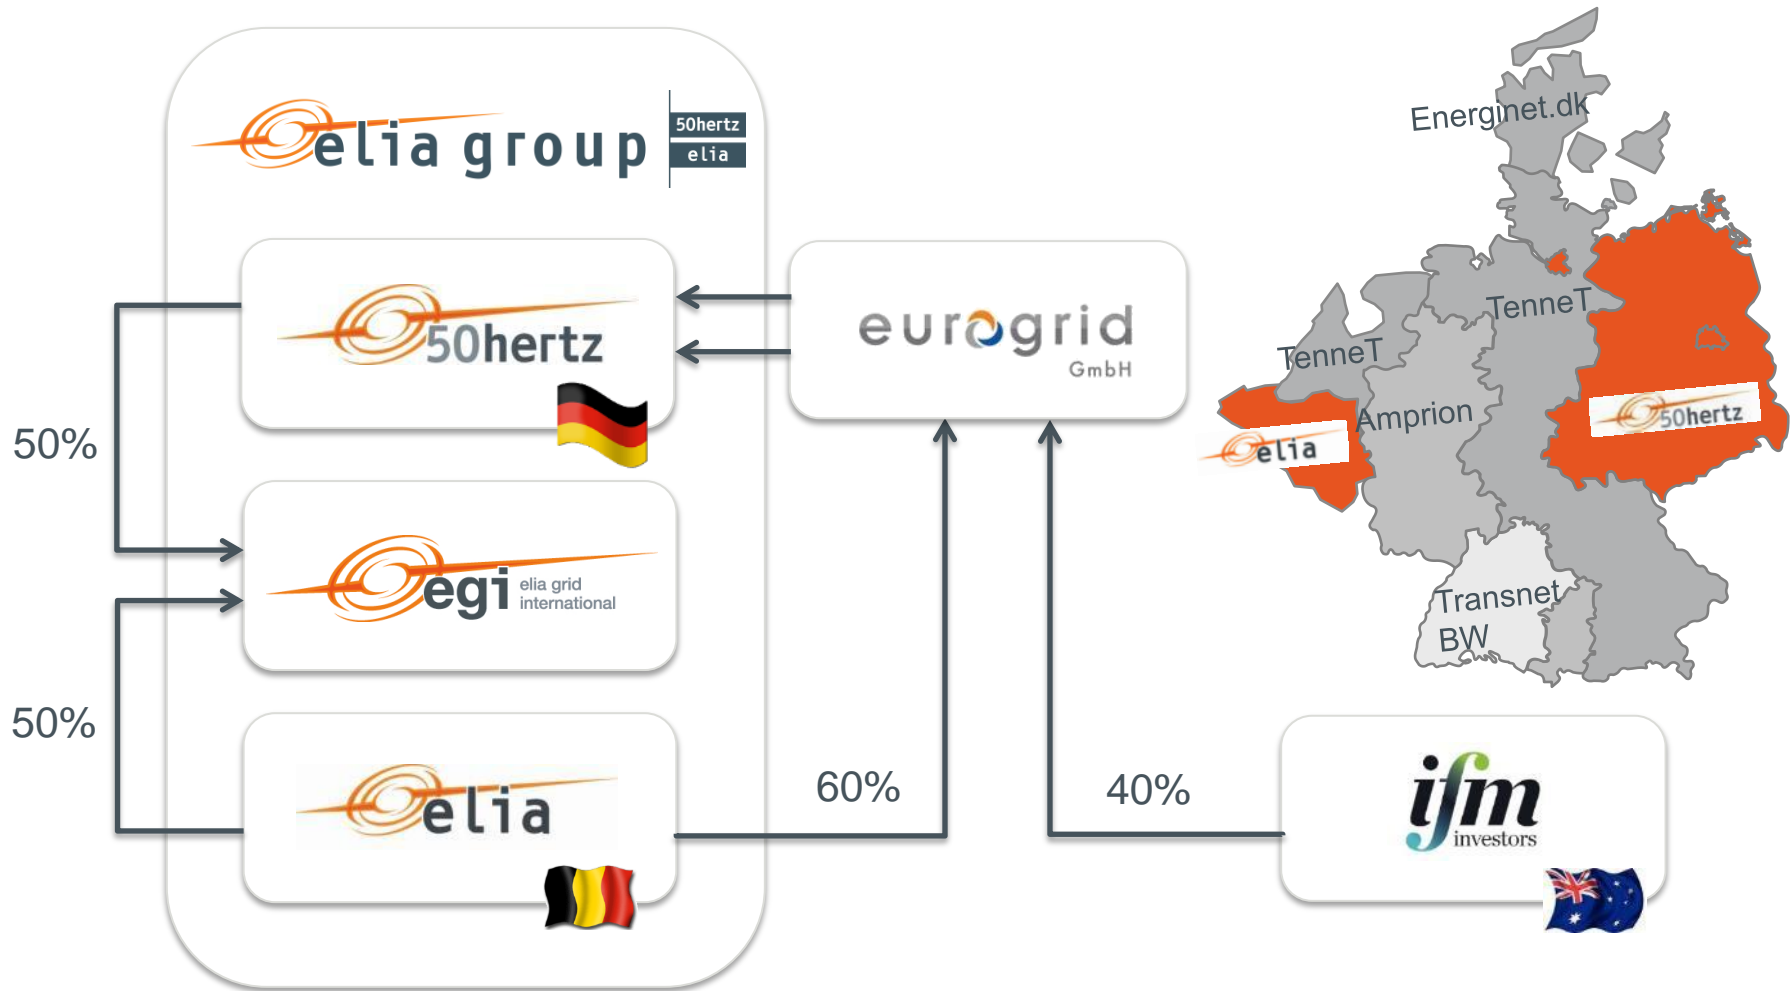 elia group
50hertz
elia
50hertz
50%
egi
elia grid
international
50%
elia
eurogrid
GmbH
60%
40%
ifm
investors
Energinet.dk
TenneT
TenneT
Amprion
50hertz
elia
Transnet
BW